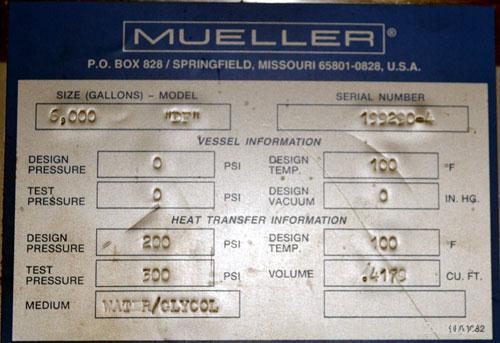 MUELLER®
P.O. BOX 828 / SPRINGFIELD, MISSOURI 65801-0828, U.S.A.
SIZE (GALLONS) - MODEL SERIAL NUMBER
6,000 "DF" 199290-4
VESSEL INFORMATION
DESIGN PRESSURE 0 PSI DESIGN TEMP. 100 °F
TEST PRESSURE 0 PSI DESIGN VACUUM 0 IN. HG.
HEAT TRANSFER INFORMATION
DESIGN PRESSURE 200 PSI DESIGN TEMP. 100 °F
TEST PRESSURE 300 PSI VOLUME .4179 CU. FT.
MEDIUM WATER/GLYCOL